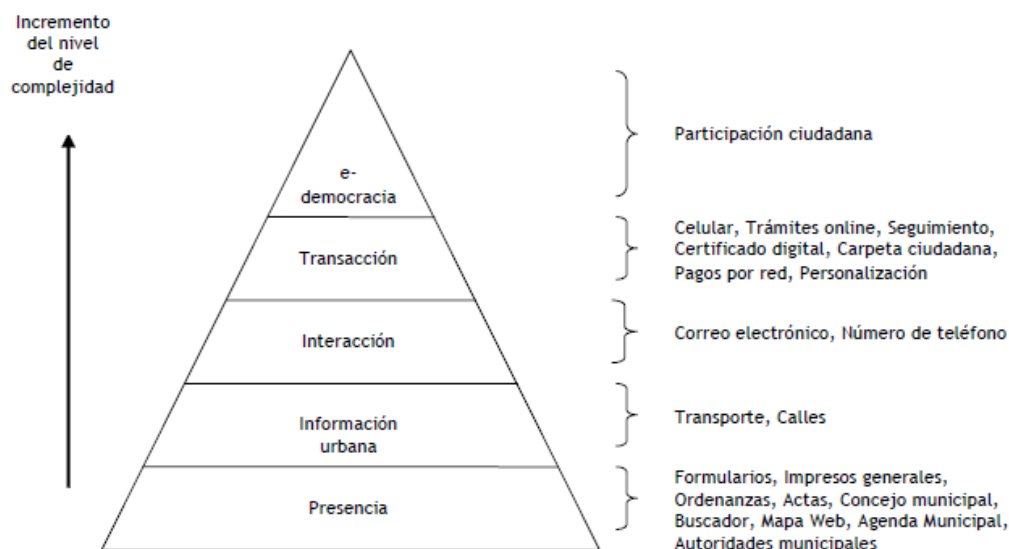 Incremento
del nivel
de
complejidad
e-
democracia
Participación ciudadana
Transacción
Celular, Trámites online, Seguimiento,
Certificado digital, Carpeta ciudadana,
Pagos por red, Personalización
Interacción
Correo electrónico, Número de teléfono
Información
urbana
Transporte, Calles
Presencia
Formularios, Impresos generales,
Ordenanzas, Actas, Concejo municipal,
Buscador, Mapa Web, Agenda Municipal,
Autoridades municipales